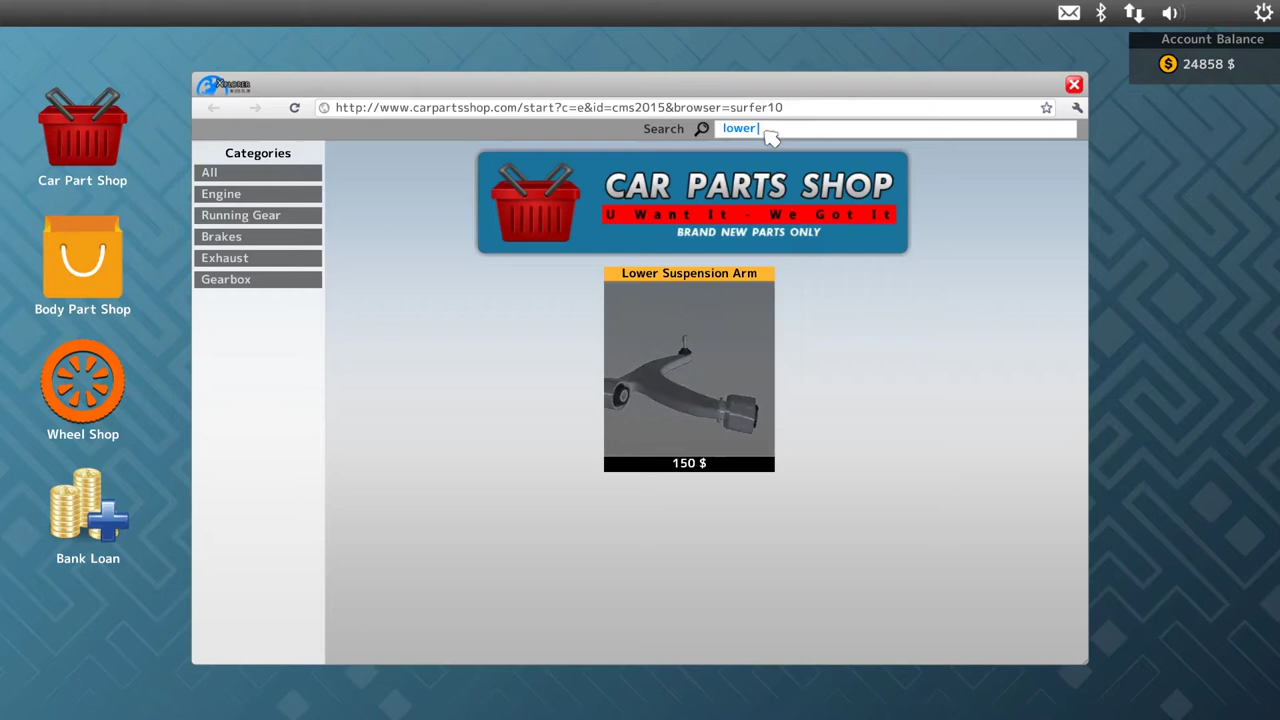 Account Balance
24858 $
XPLORER
http://www.carpartsshop.com/start?c=e&id=cms2015&browser=surfer10
Search
lower
Categories
All
Engine
Running Gear
Brakes
Exhaust
Gearbox
CAR PARTS SHOP
U Want It - We Got It
BRAND NEW PARTS ONLY
Lower Suspension Arm
150 $
Car Part Shop
Body Part Shop
Wheel Shop
Bank Loan